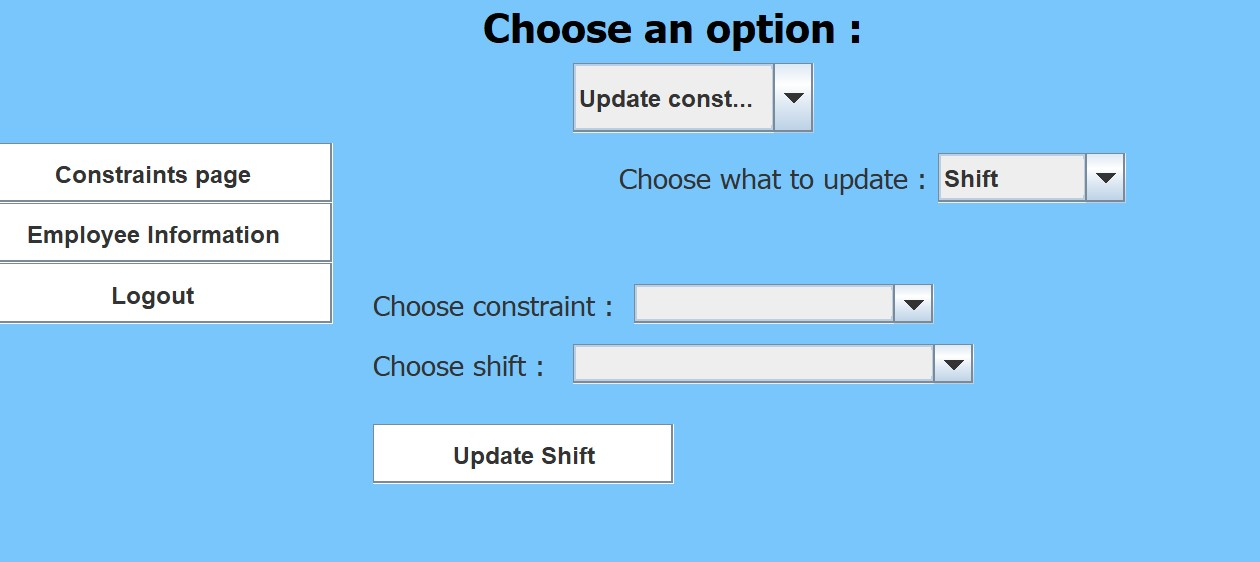 Choose an option :
Update const...
Choose what to update : Shift
Constraints page
Employee Information
Logout
Choose constraint :
Choose shift :
Update Shift